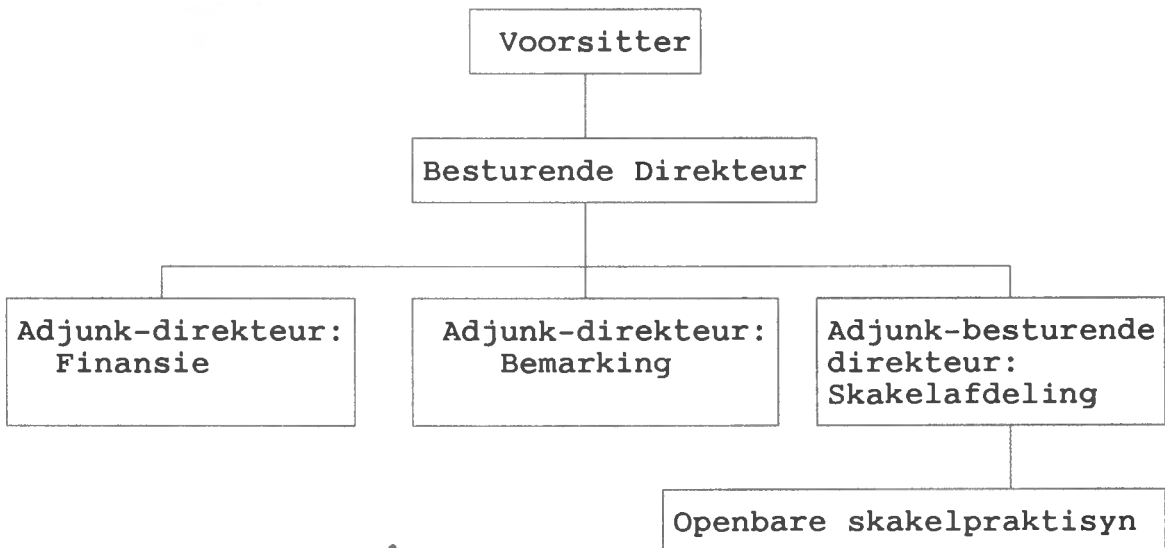 Voorsitter
Besturende Direkteur
Adjunk-direkteur:
Finansie
Adjunk-direkteur:
Bemarking
Adjunk-besturende
direkteur:
Skakelafdeling
Openbare skakelpraktisyn